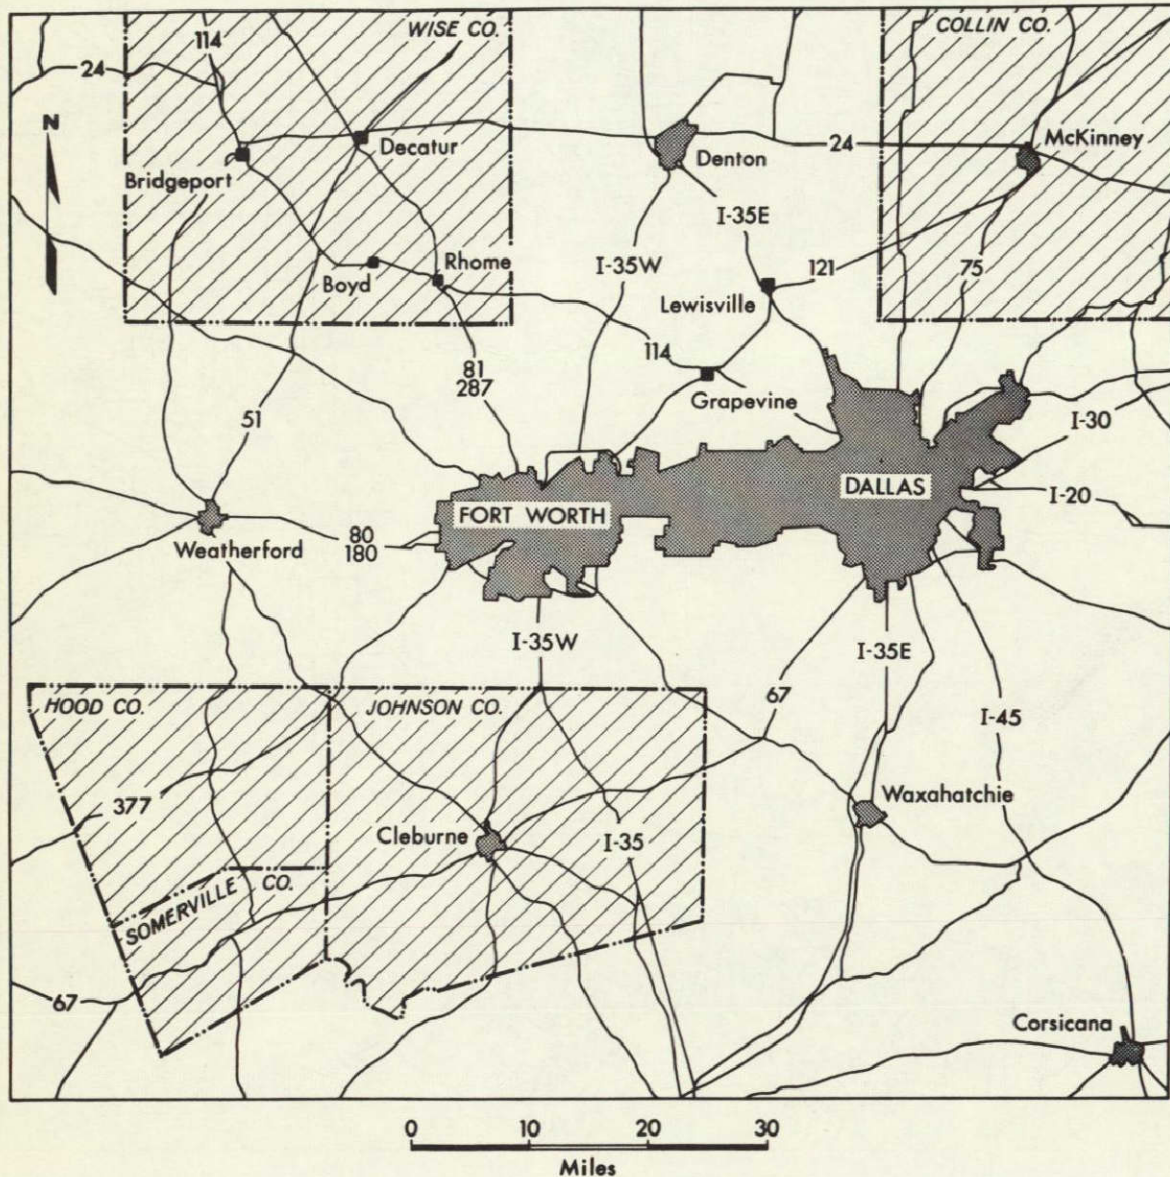 WISE CO.
COLLIN CO.
114
24
N
Decatur
Bridgeport
Denton
24
McKinney
I-35E
I-35W
Rhome
Boyd
121
75
Lewisville
114
81
287
Grapevine
51
I-30
DALLAS
I-20
FORT WORTH
Weatherford
80
180
I-35W
I-35E
67
HOOD CO.
JOHNSON CO.
I-45
377
Cleburne
I-35
Waxahatchie
SOMERVILLE CO.
67
Corsicana
0 10 20 30
Miles